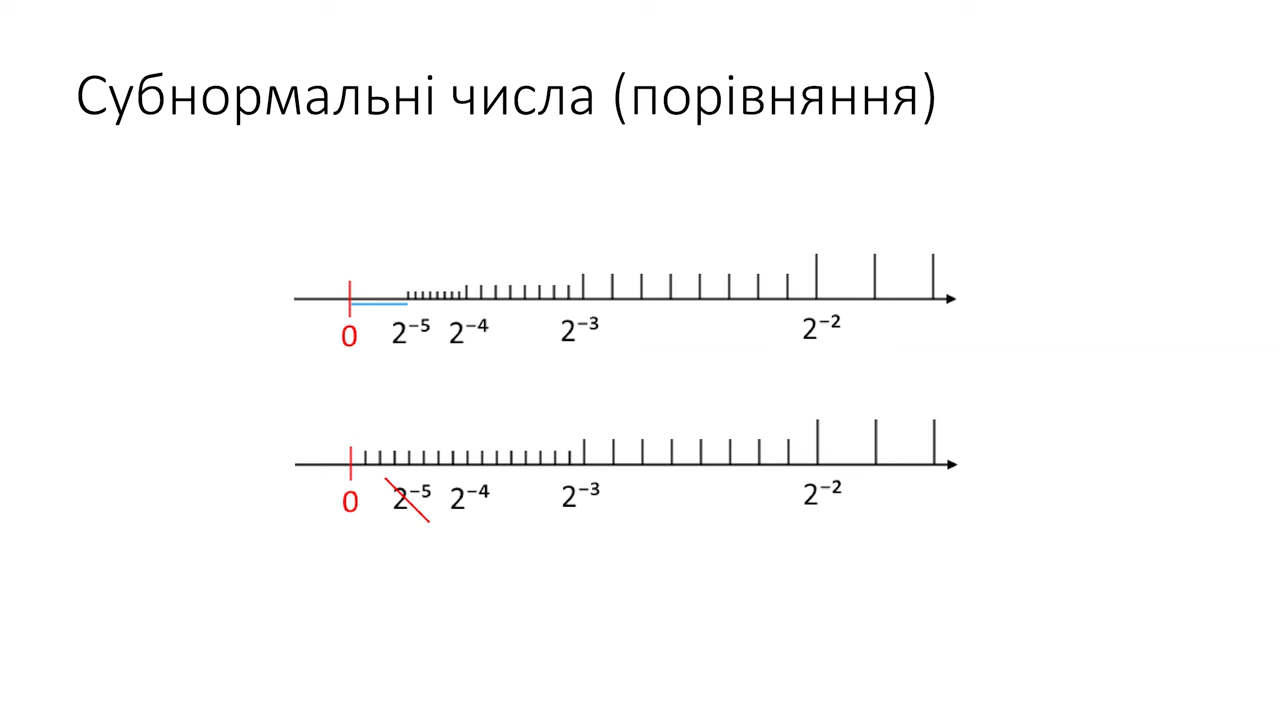 Субнормальні числа (порівняння)
0 2⁻⁵ 2⁻⁴ 2⁻³ 2⁻²
0 2⁻⁵ 2⁻⁴ 2⁻³ 2⁻²